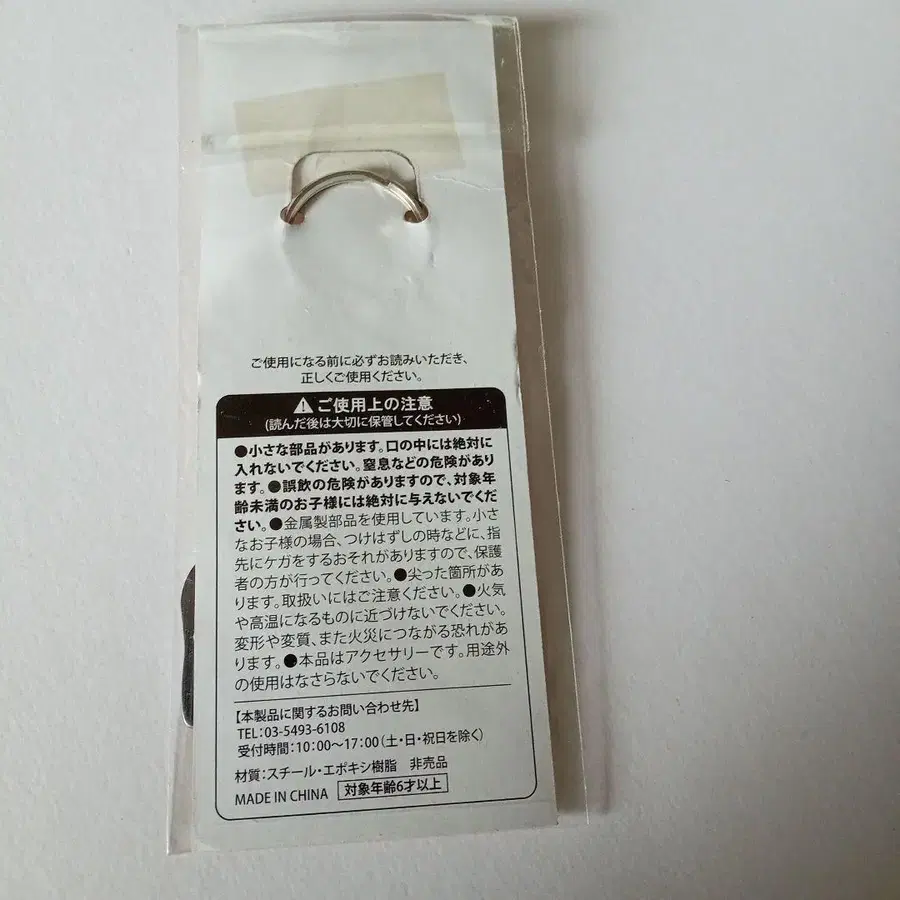 ご使用になる前に必ずお読みいただき、
正しくご使用ください。
⚠ご使用上の注意
(読んだ後は大切に保管してください)
●小さな部品があります。口の中には絶対に
入れないでください。窒息などの危険があり
ます。●誤飲の危険がありますので、対象年
齢未満のお子様には絶対に与えないでくだ
さい。●金属製部品を使用しています。小さ
なお子様の場合、つけはずしの時などに、指
先にケガをするおそれがありますので、保護
者の方が行ってください。●尖った箇所があ
ります。取扱いにはご注意ください。●火気
や高温になるものに近づけないでください。
変形や変質、また火災につながる恐れがあ
ります。●本品はアクセサリーです。用途外
の使用はなさらないでください。
【本製品に関するお問い合わせ先】
TEL:03-5493-6108
受付時間:10:00〜17:00(土・日・祝日を除く)
材質:スチール・エポキシ樹脂 非売品
MADE IN CHINA 対象年齢6才以上